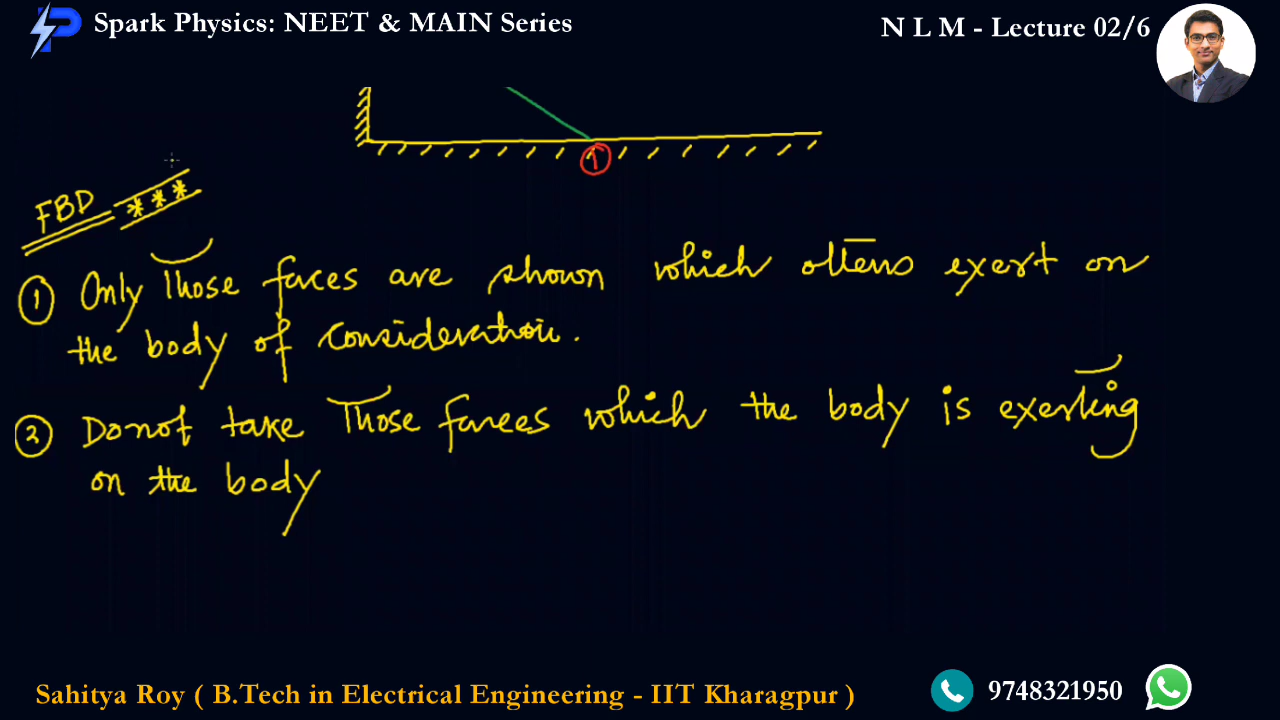 Spark Physics: NEET & MAIN Series
N L M - Lecture 02/6
1
FBD ***
1 Only Those forces are shown which others exert on
the body of consideration.
2 Do not take Those forces which the body is exerting
on the body
Sahitya Roy ( B.Tech in Electrical Engineering - IIT Kharagpur )
9748321950